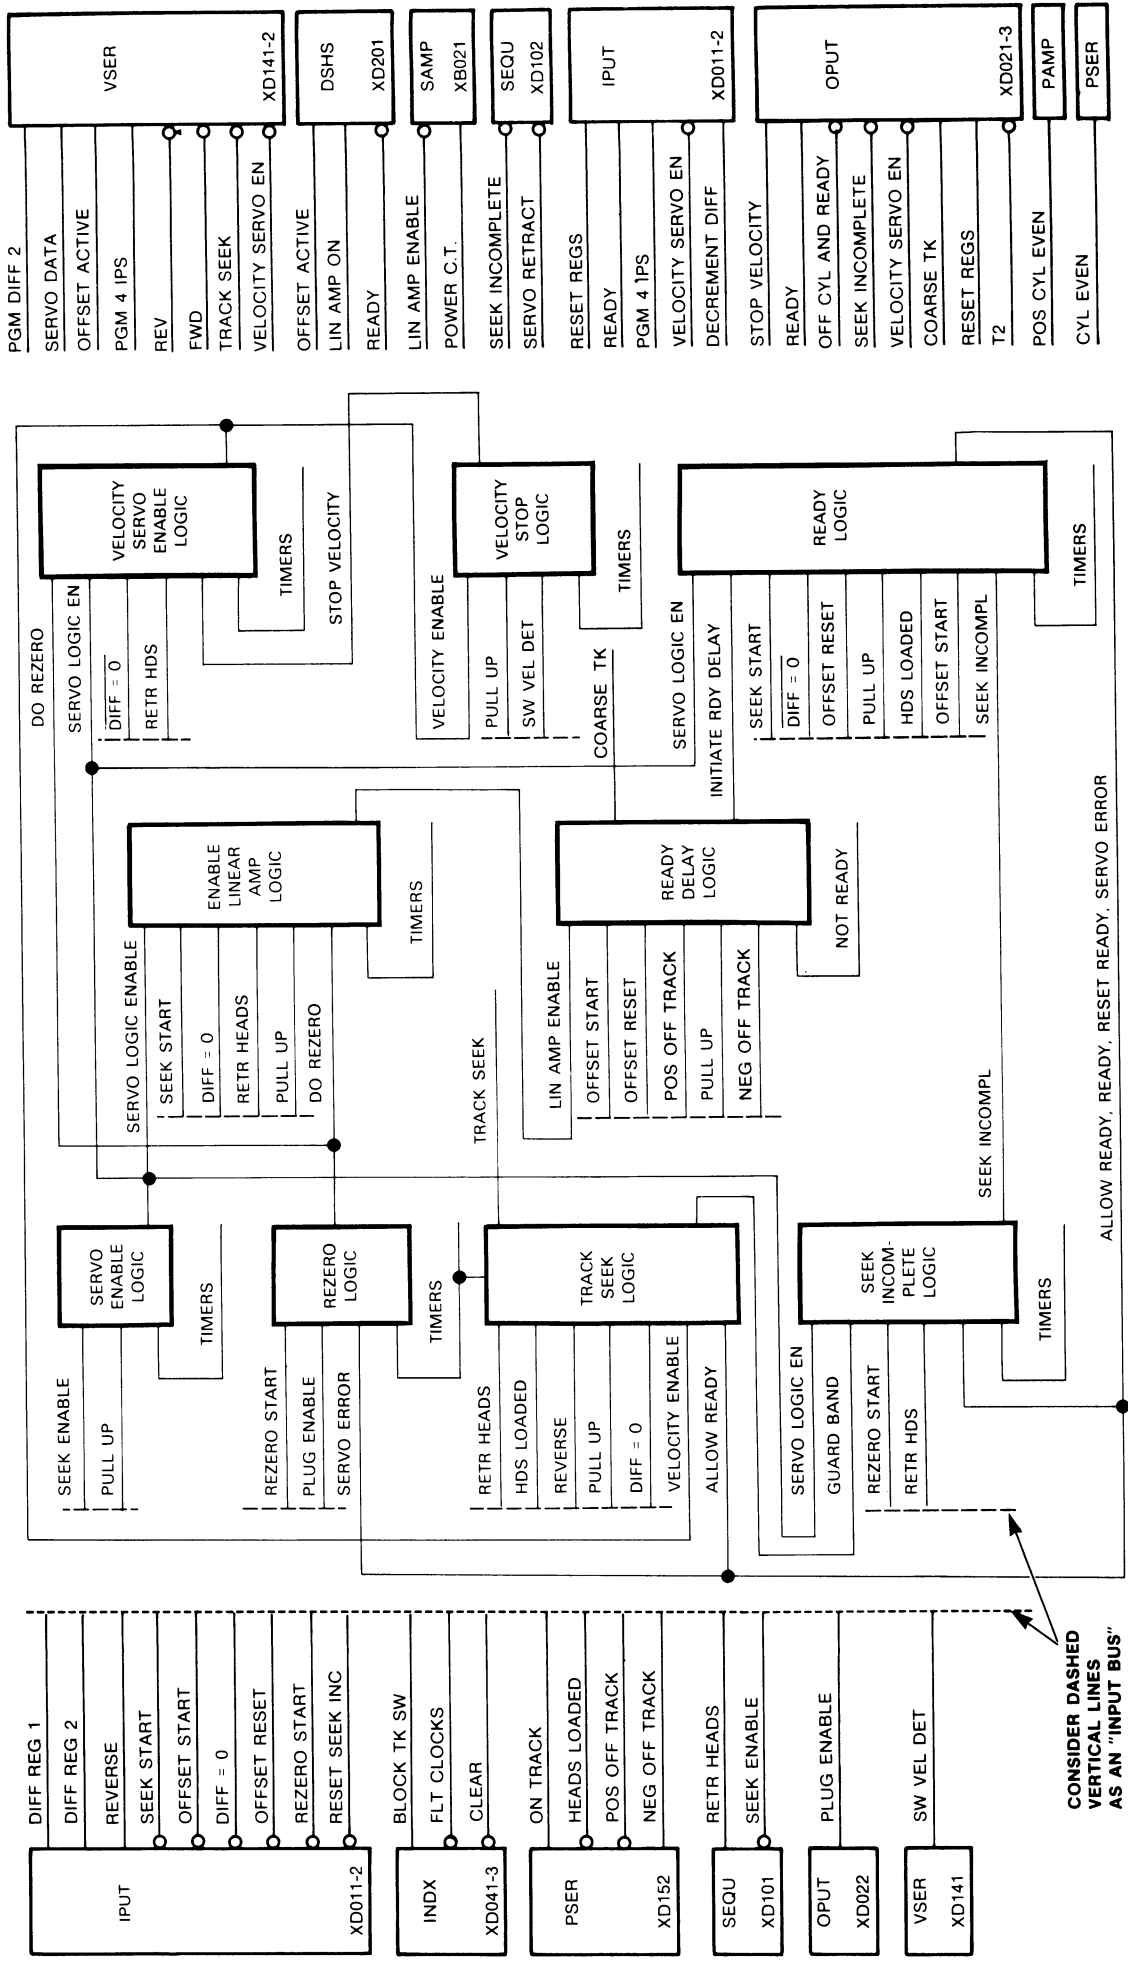 IPUT
XD011-2
DIFF REG 1
DIFF REG 2
REVERSE
SEEK START
OFFSET START
DIFF = 0
OFFSET RESET
REZERO START
RESET SEEK INC
INDX
XD041-3
BLOCK TK SW
FLT CLOCKS
CLEAR
PSER
XD152
ON TRACK
HEADS LOADED
POS OFF TRACK
NEG OFF TRACK
SEQU
XD101
RETR HEADS
SEEK ENABLE
OPUT
XD022
PLUG ENABLE
VSER
XD141
SW VEL DET
CONSIDER DASHED
VERTICAL LINES
AS AN "INPUT BUS"
SEEK ENABLE
PULL UP
SERVO
ENABLE
LOGIC
TIMERS
REZERO START
PLUG ENABLE
SERVO ERROR
REZERO
LOGIC
TIMERS
RETR HEADS
HDS LOADED
REVERSE
PULL UP
DIFF = 0
VELOCITY ENABLE
ALLOW READY
TRACK
SEEK
LOGIC
TRACK SEEK
SERVO LOGIC EN
GUARD BAND
REZERO START
RETR HDS
SEEK
INCOM-
PLETE
LOGIC
TIMERS
SEEK INCOMPL
ALLOW READY, READY, RESET READY, SERVO ERROR
SERVO LOGIC ENABLE
SEEK START
DIFF = 0
RETR HEADS
PULL UP
DO REZERO
ENABLE
LINEAR
AMP
LOGIC
TIMERS
LIN AMP ENABLE
OFFSET START
OFFSET RESET
POS OFF TRACK
PULL UP
NEG OFF TRACK
READY
DELAY
LOGIC
NOT READY
COARSE TK
INITIATE RDY DELAY
DO REZERO
SERVO LOGIC EN
DIFF = 0
RETR HDS
VELOCITY
SERVO
ENABLE
LOGIC
TIMERS
STOP VELOCITY
VELOCITY ENABLE
PULL UP
SW VEL DET
VELOCITY
STOP
LOGIC
TIMERS
SERVO LOGIC EN
SEEK START
DIFF = 0
OFFSET RESET
PULL UP
HDS LOADED
OFFSET START
SEEK INCOMPL
READY
LOGIC
TIMERS
PGM DIFF 2
SERVO DATA
OFFSET ACTIVE
PGM 4 IPS
REV
FWD
TRACK SEEK
VELOCITY SERVO EN
VSER
XD141-2
OFFSET ACTIVE
LIN AMP ON
READY
DSHS
XD201
LIN AMP ENABLE
POWER C.T.
SAMP
XB021
SEEK INCOMPLETE
SERVO RETRACT
SEQU
XD102
RESET REGS
READY
PGM 4 IPS
VELOCITY SERVO EN
DECREMENT DIFF
IPUT
XD011-2
STOP VELOCITY
READY
OFF CYL AND READY
SEEK INCOMPLETE
VELOCITY SERVO EN
COARSE TK
RESET REGS
T2
OPUT
XD021-3
POS CYL EVEN
PAMP
CYL EVEN
PSER